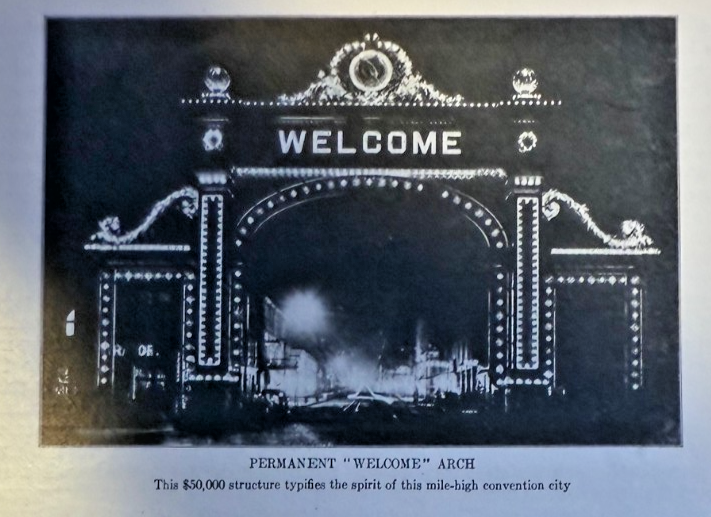 WELCOME
PERMANENT "WELCOME" ARCH
This $50,000 structure typifies the spirit of this mile-high convention city